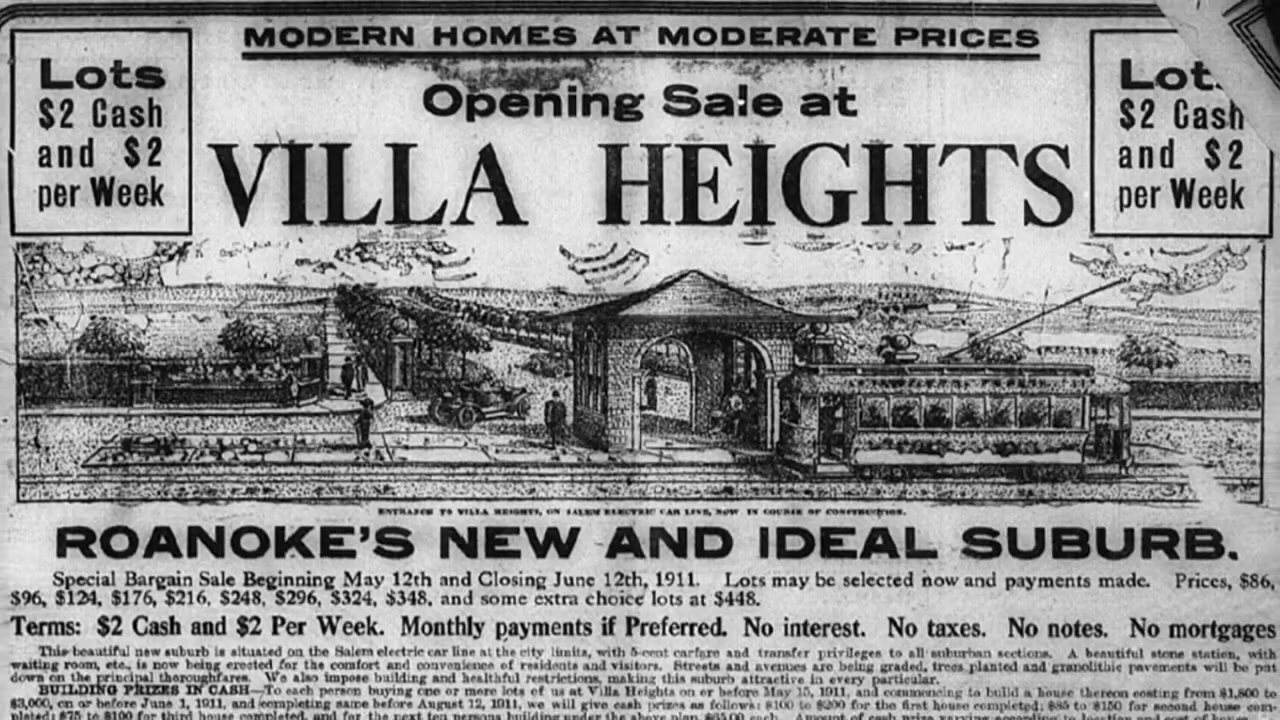 MODERN HOMES AT MODERATE PRICES
Lots
$2 Cash
and $2
per Week
Opening Sale at
VILLA HEIGHTS
Lot
$2 Cash
and $2
per Week
ENTRANCE TO VILLA HEIGHTS, ON SALEM ELECTRIC CAR LINE, NOW IN COURSE OF CONSTRUCTION.
ROANOKE'S NEW AND IDEAL SUBURB.
Special Bargain Sale Beginning May 12th and Closing June 12th, 1911. Lots may be selected now and payments made. Prices, $86,
$96, $124, $176, $216, $248, $296, $324, $348, and some extra choice lots at $448.
Terms: $2 Cash and $2 Per Week. Monthly payments if Preferred. No interest. No taxes. No notes. No mortgages
This beautiful new suburb is situated on the Salem electric car line at the city limits, with 5-cent carfare and transfer privileges to all suburban sections. A beautiful stone station, with
waiting room, etc., is now being erected for the comfort and convenience of residents and visitors. Streets and avenues are being graded, trees planted and granolithic pavements will be put
down on the principal thoroughfares. We also impose building and healthful restrictions, making this suburb attractive in every particular.
BUILDING PRIZES IN CASH—To each person buying one or more lots of us at Villa Heights on or before May 15, 1911, and commencing to build a house thereon costing from $1,800 to
$3,000, on or before June 1, 1911, and completing same before August 12, 1911, we will give cash prizes as follows: $100 to $200 for the first house completed; $85 to $150 for second house com-
pleted; $75 to $100 for third house completed, and for the next ten persons building under the above plan $65.00 each. Amount of cash prize varying according to